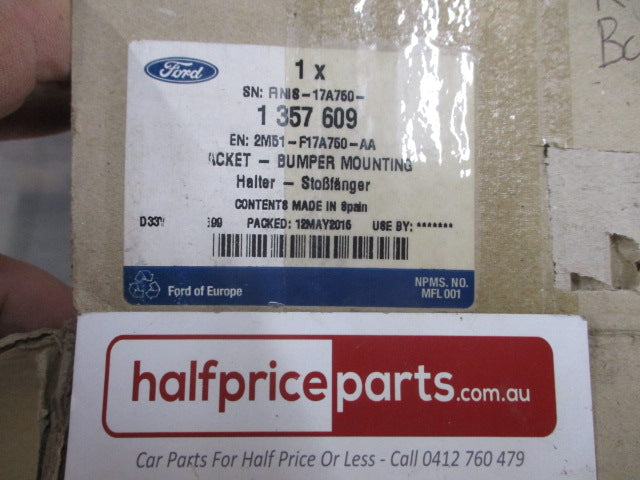 Ford
1 x
SN: FINIS-17A750-
1 357 609
EN: 2M51-F17A750-AA
ACKET - BUMPER MOUNTING
Halter - Stoßfänger
CONTENTS MADE IN Spain
PACKED: 12MAY2015 USE BY: *******
Ford of Europe
NPMS. NO.
MFL 001
halfpriceparts.com.au
Car Parts For Half Price Or Less - Call 0412 760 479